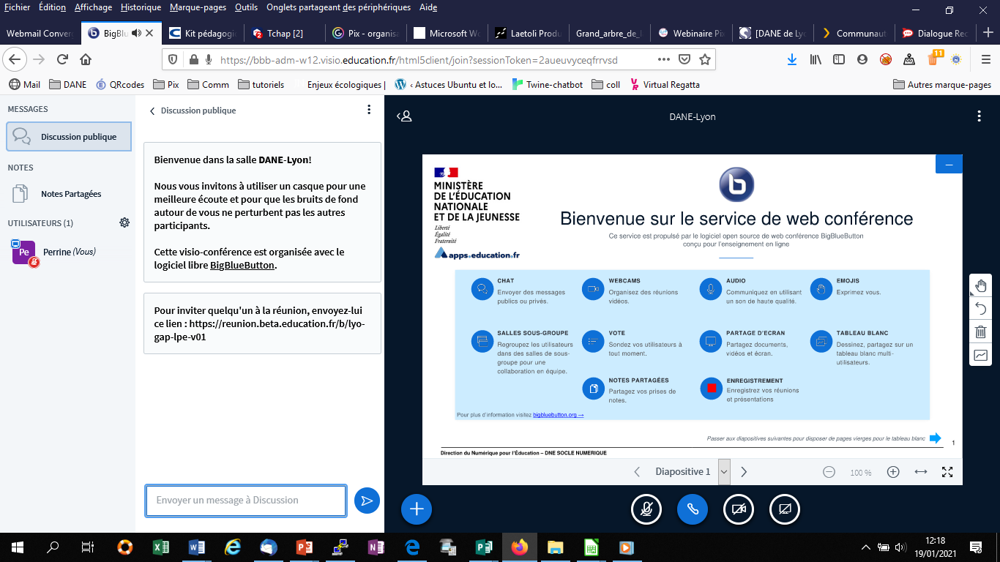 Fichier Édition Affichage Historique Marque-pages Outils Onglets partageant des périphériques Aide
Webmail Conver
BigBlu
Kit pédagogi
Tchap [2]
Pix - organisa
Microsoft Wo
Laetoli Produ
Grand_arbre_de_l
Webinaire Pix
[DANE de Lyo
Communaut
Dialogue Rec
https://bbb-adm-w12.visio.education.fr/html5client/join?sessionToken=2aueuvyceqfrrvsd
11
Mail DANE QRcodes Pix Comm tutoriels Enjeux écologiques | ‹ Astuces Ubuntu et lo... Twine-chatbot coll Virtual Regatta Autres marque-pages
MESSAGES
Discussion publique
NOTES
Notes Partagées
UTILISATEURS (1)
Pe
Perrine (Vous)
Discussion publique
Bienvenue dans la salle DANE-Lyon!
Nous vous invitons à utiliser un casque pour une
meilleure écoute et pour que les bruits de fond
autour de vous ne perturbent pas les autres
participants.
Cette visio-conférence est organisée avec le
logiciel libre BigBlueButton.
Pour inviter quelqu'un à la réunion, envoyez-lui
ce lien : https://reunion.beta.education.fr/b/lyo-
gap-lpe-v01
Envoyer un message à Discussion
DANE-Lyon
MINISTÈRE
DE L'ÉDUCATION
NATIONALE
ET DE LA JEUNESSE
Liberté
Égalité
Fraternité
apps.education.fr
b
Bienvenue sur le service de web conférence
Ce service est propulsé par le logiciel open source de web conférence BigBlueButton
conçu pour l'enseignement en ligne
CHAT
Envoyer des messages
publics ou privés.
WEBCAMS
Organisez des réunions
vidéos.
AUDIO
Communiquez en utilisant
un son de haute qualité.
EMOJIS
Exprimez vous.
SALLES SOUS-GROUPE
Regroupez les utilisateurs
dans des salles de sous-
groupe pour une
collaboration en équipe.
VOTE
Sondez vos utilisateurs à
tout moment.
PARTAGE D'ECRAN
Partagez documents,
vidéos et écran.
TABLEAU BLANC
Dessinez, partagez sur un
tableau blanc multi-
utilisateurs.
NOTES PARTAGÉES
Partagez vos prises de
notes.
ENREGISTREMENT
Enregistrez vos réunions
et présentations
Pour plus d'information visitez bigbluebutton.org →
Passer aux diapositives suivantes pour disposer de pages vierges pour le tableau blanc
1
Direction du Numérique pour l'Éducation – DNE SOCLE NUMERIQUE
Diapositive 1
100 %
12:18
19/01/2021